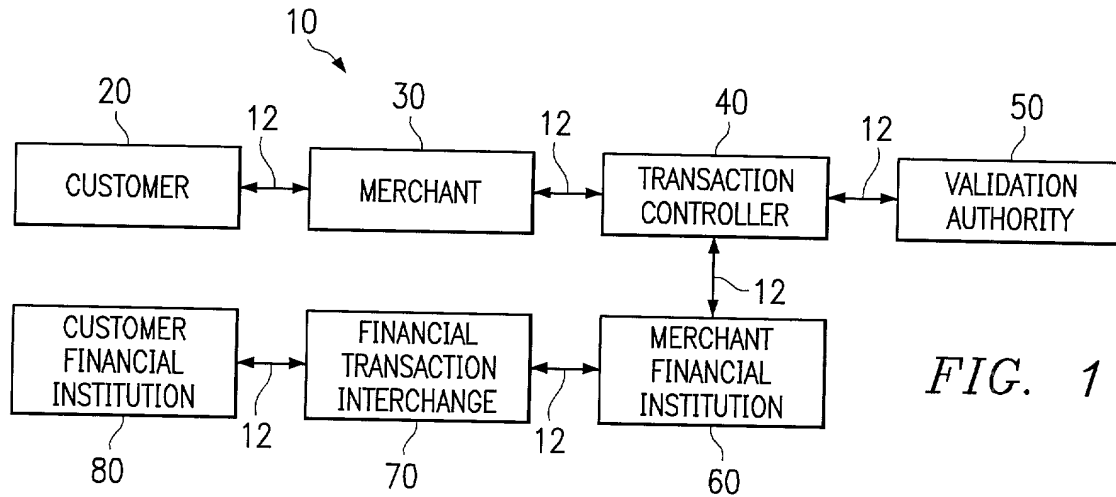 10
20
12
30
12
40
12
50
CUSTOMER
MERCHANT
TRANSACTION
CONTROLLER
VALIDATION
AUTHORITY
12
CUSTOMER
FINANCIAL
INSTITUTION
12
FINANCIAL
TRANSACTION
INTERCHANGE
12
MERCHANT
FINANCIAL
INSTITUTION
FIG. 1
80
70
60